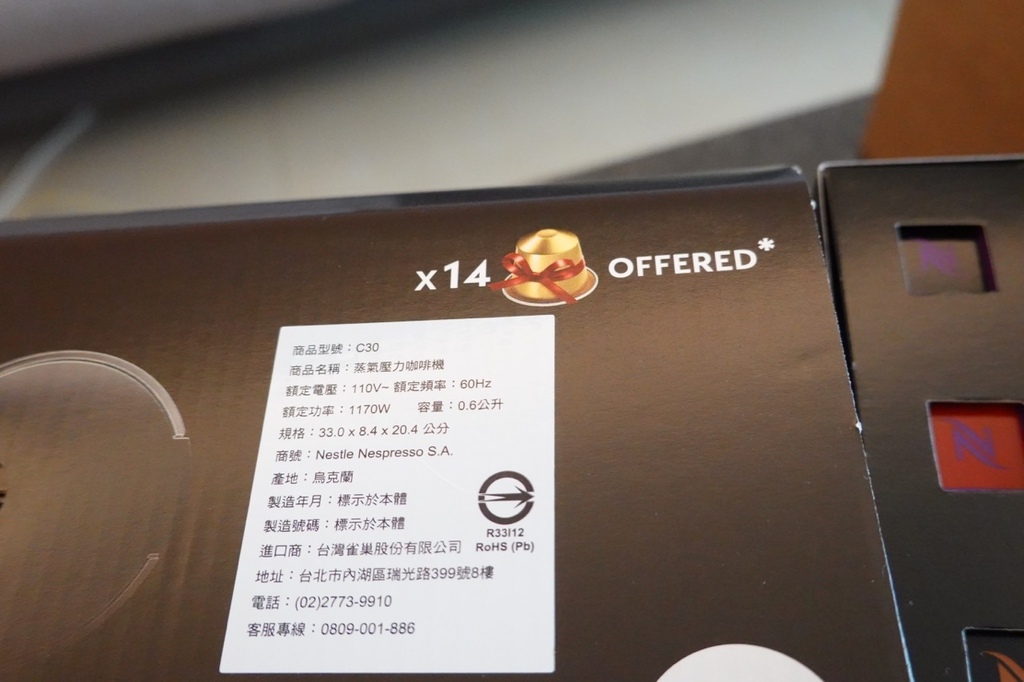 x14 OFFERED*
商品型號：C30
商品名稱：蒸氣壓力咖啡機
額定電壓：110V~ 額定頻率：60Hz
額定功率：1170W 容量：0.6公升
規格：33.0 x 8.4 x 20.4 公分
商號：Nestle Nespresso S.A.
產地：烏克蘭
製造年月：標示於本體
製造號碼：標示於本體
進口商：台灣雀巢股份有限公司
地址：台北市內湖區瑞光路399號8樓
電話：(02)2773-9910
客服專線：0809-001-886
R33I12
RoHS (Pb)